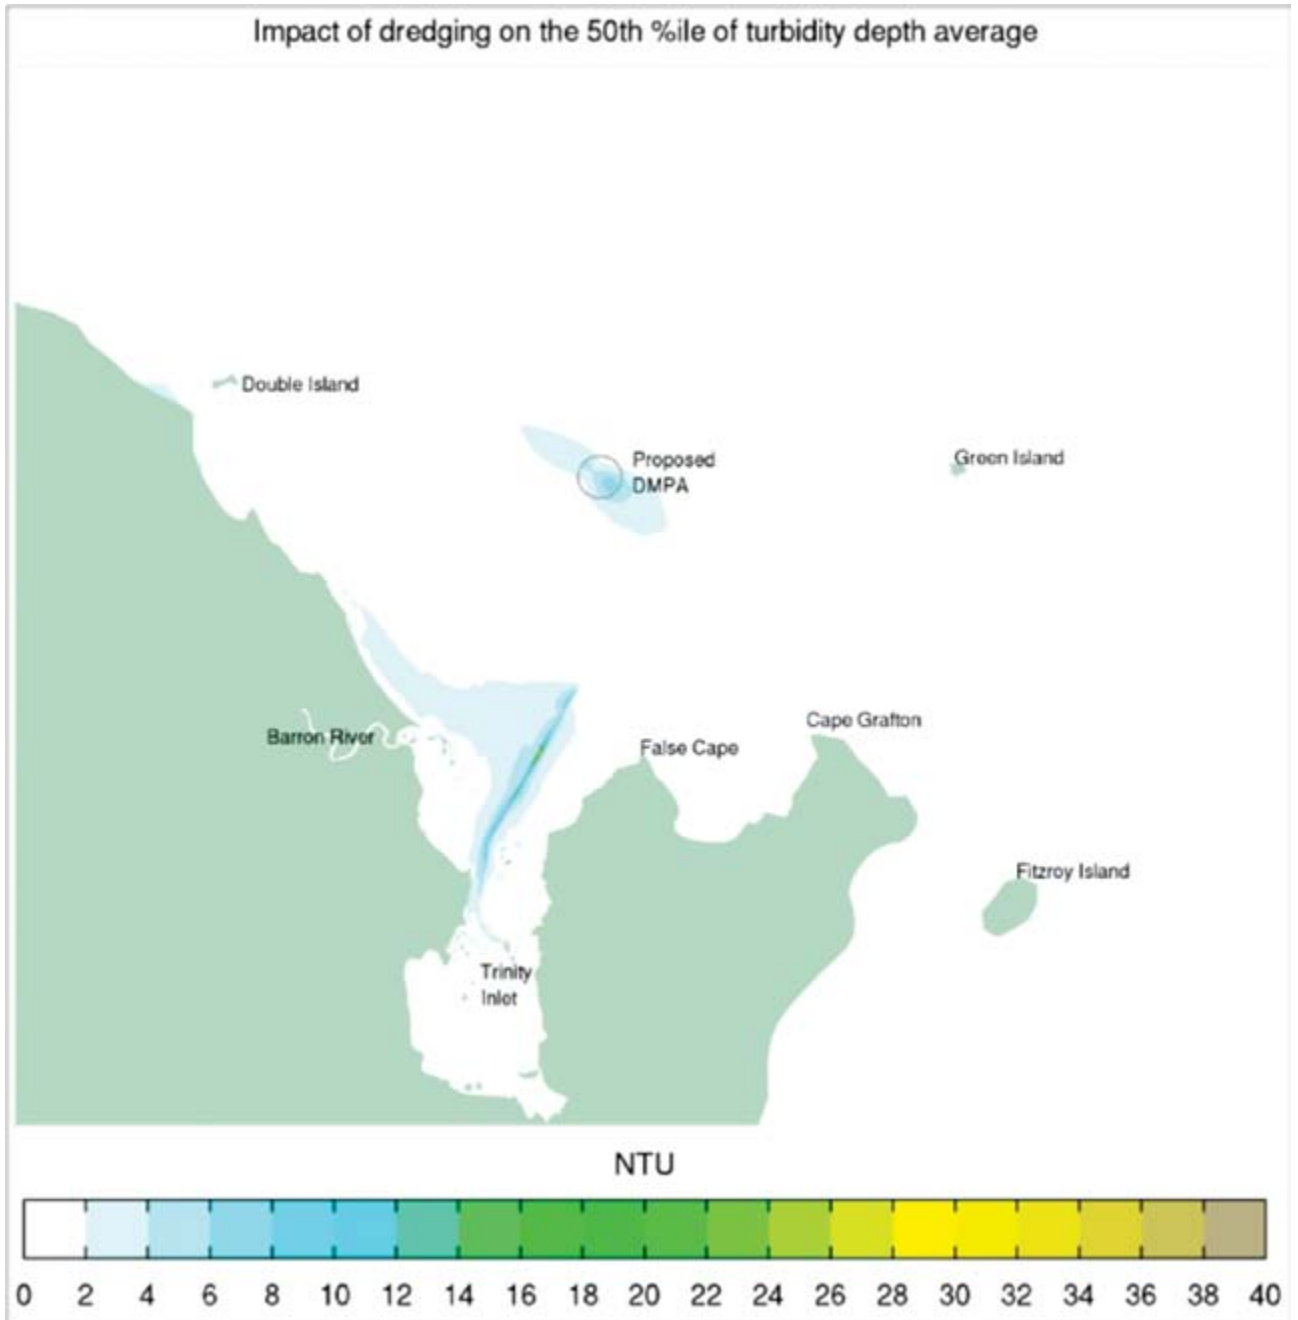 Impact of dredging on the 50th %ile of turbidity depth average
Double Island
Proposed
DMPA
Green Island
Cape Grafton
Barron River
False Cape
Fitzroy Island
Trinity
Inlet
NTU
0 2 4 6 8 10 12 14 16 18 20 22 24 26 28 30 32 34 36 38 40